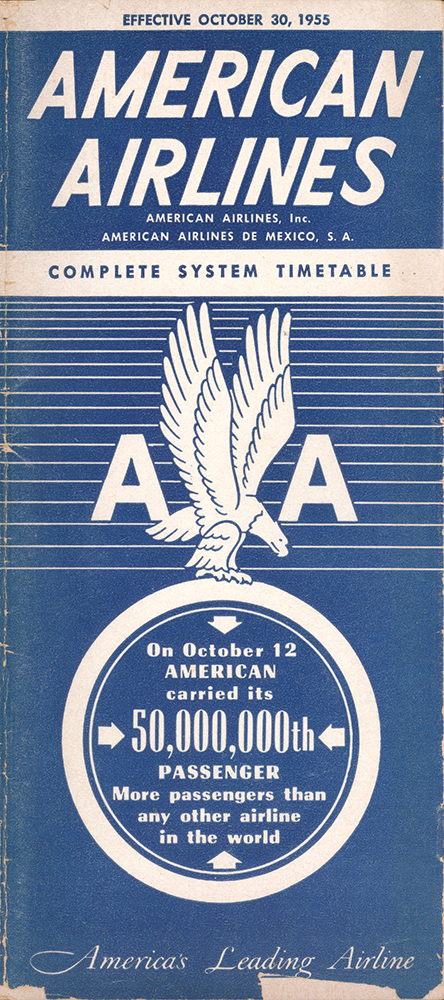 EFFECTIVE OCTOBER 30, 1955
AMERICAN
AIRLINES
AMERICAN AIRLINES, Inc.
AMERICAN AIRLINES DE MEXICO, S. A.
COMPLETE SYSTEM TIMETABLE
A A
On October 12
AMERICAN
carried its
50,000,000th
PASSENGER
More passengers than
any other airline
in the world
America's Leading Airline